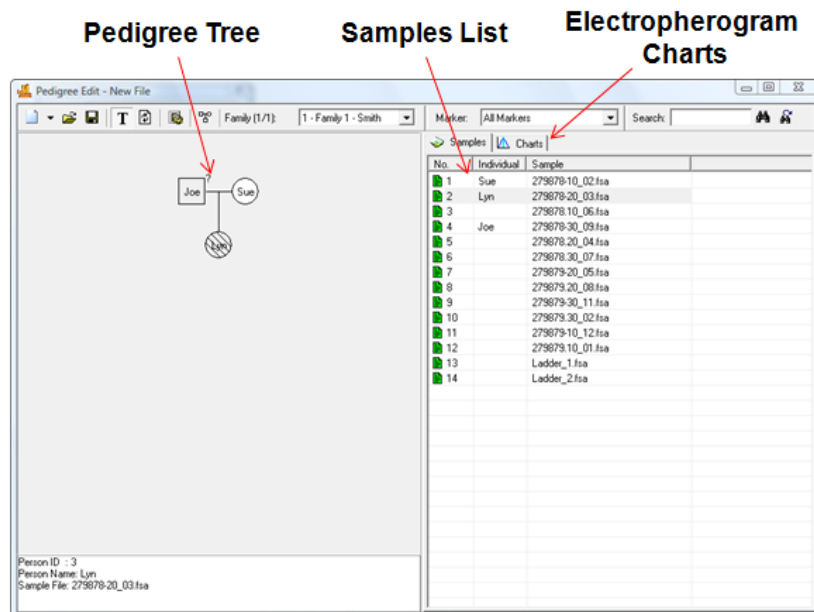 Pedigree Tree
Samples List
Electropherogram
Charts
Pedigree Edit - New File
T
Family (1/1):
1 - Family 1 - Smith
Marker:
All Markers
Search:
Samples
Charts
No. Individual Sample
1 Sue 279878-10_02.fsa
2 Lyn 279878-20_03.fsa
3 279878.10_06.fsa
4 Joe 279878-30_09.fsa
5 279878.20_04.fsa
6 279878.30_07.fsa
7 279879-20_05.fsa
8 279879.20_08.fsa
9 279879-30_11.fsa
10 279879.30_02.fsa
11 279879-10_12.fsa
12 279879.10_01.fsa
13 Ladder_1.fsa
14 Ladder_2.fsa
?
Joe
Sue
Lyn
Person ID : 3
Person Name: Lyn
Sample File: 279878-20_03.fsa